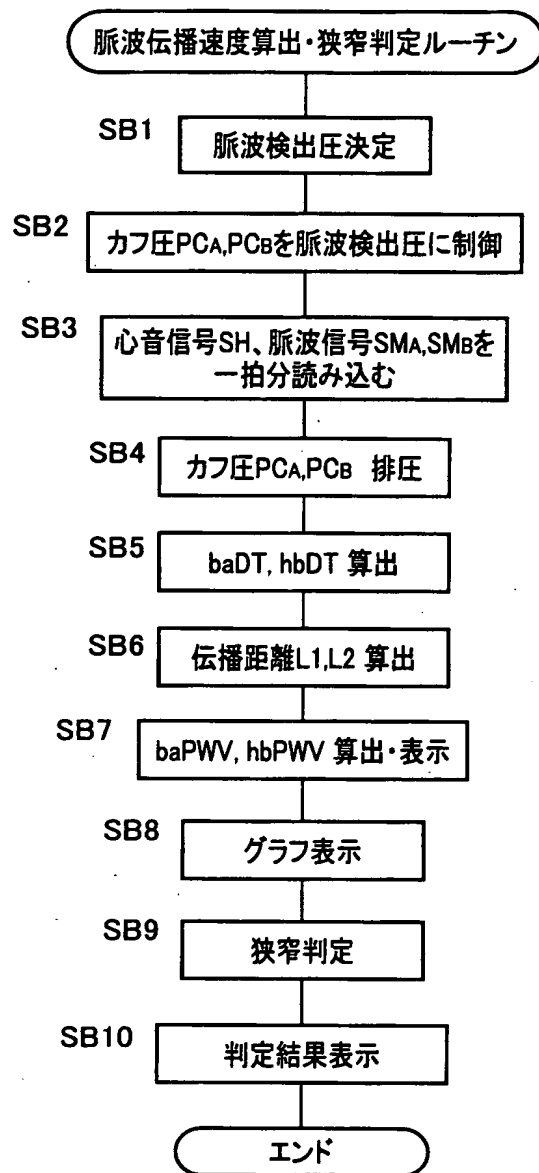 脈波伝播速度算出・狭窄判定ルーチン
SB1
脈波検出圧決定
SB2
カフ圧PCA,PCBを脈波検出圧に制御
SB3
心音信号SH、脈波信号SMA,SMBを
一拍分読み込む
SB4
カフ圧PCA,PCB 排圧
SB5
baDT, hbDT 算出
SB6
伝播距離L1,L2 算出
SB7
baPWV, hbPWV 算出・表示
SB8
グラフ表示
SB9
狭窄判定
SB10
判定結果表示
エンド